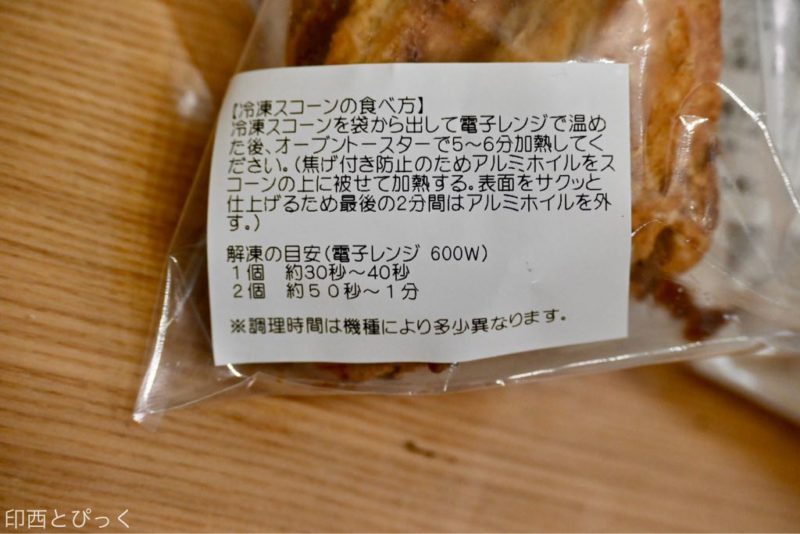 【冷凍スコーンの食べ方】
冷凍スコーンを袋から出して電子レンジで温め
た後、オーブントースターで5～6分加熱してく
ださい。(焦げ付き防止のためアルミホイルをス
コーンの上に被せて加熱する。表面をサクッと
仕上げるため最後の2分間はアルミホイルを外
す。)
解凍の目安(電子レンジ 600W)
１個　約30秒～40秒
２個　約５０秒～１分
※調理時間は機種により多少異なります。
印西とぴっく